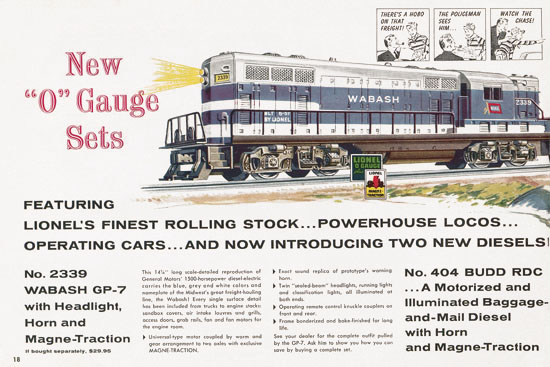 THERE'S A HOBO
ON THAT
FREIGHT!
THE POLICEMAN
SEES
HIM...
WATCH THE
CHASE!
New
"O" Gauge
Sets
2339
WABASH
BLT 6-57
BY LIONEL
2339
LIONEL
"O" GAUGE
LIONEL
MAGNE-
TRACTION
FEATURING
LIONEL'S FINEST ROLLING STOCK...POWERHOUSE LOCOS...
OPERATING CARS...AND NOW INTRODUCING TWO NEW DIESELS!
No. 2339
WABASH GP-7
with Headlight,
Horn and
Magne-Traction
If bought separately, $29.95
This 14¼" long scale-detailed reproduction of
General Motors' 1500-horsepower diesel-electric
carries the blue, grey and white colors and
nameplate of the Midwest's great freight-hauling
line, the Wabash! Every single surface detail
has been included from trucks to engine stacks:
sandbox covers, air intake louvres and grills,
access doors, grab rails, fan and fan motors for
the engine room.
Universal-type motor coupled by worm and
gear arrangement to two axles with exclusive
MAGNE-TRACTION.
Exact sound replica of prototype's warning
horn.
Twin "sealed-beam" headlights, running lights
and classification lights, all illuminated at
both ends.
Operating remote control knuckle couplers on
front and rear.
Frame bonderized and bake-finished for long
life.
See your dealer for the complete outfit pulled
by the GP-7. Ask him to show you how you can
save by buying a complete set.
No. 404 BUDD RDC
...A Motorized and
Illuminated Baggage-
and-Mail Diesel
with Horn
and Magne-Traction
18